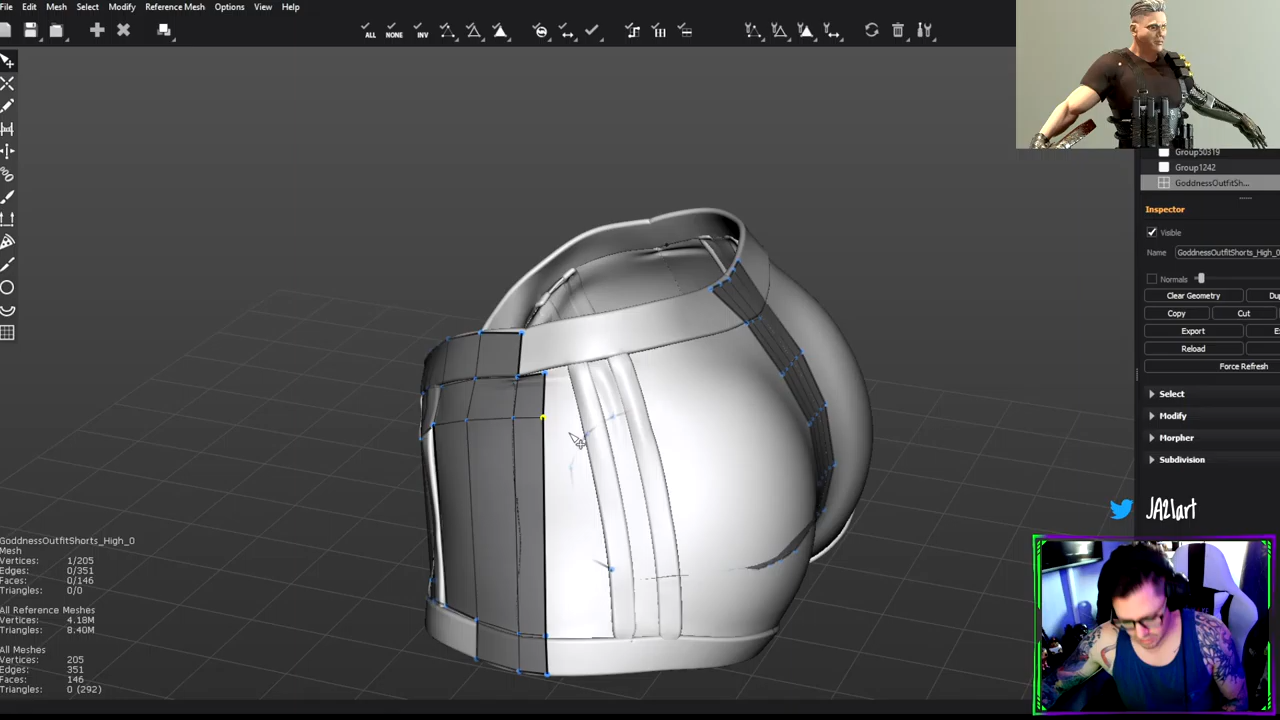 File Edit Mesh Select Modify Reference Mesh Options View Help
ALL NONE INV
Group50319
Group1242
GoddnessOutfitSh...
Inspector
Visible
Name GoddnessOutfitShorts_High_0
Normals
Clear Geometry Du
Copy Cut
Export E
Reload
Force Refresh
Select
Modify
Morpher
Subdivision
JA21art
GoddnessOutfitShorts_High_0
Mesh
Vertices: 1/205
Edges: 0/351
Faces: 0/146
Triangles: 0/0
All Reference Meshes
Vertices: 4.18M
Triangles: 8.40M
All Meshes
Vertices: 205
Edges: 351
Faces: 146
Triangles: 0 (292)